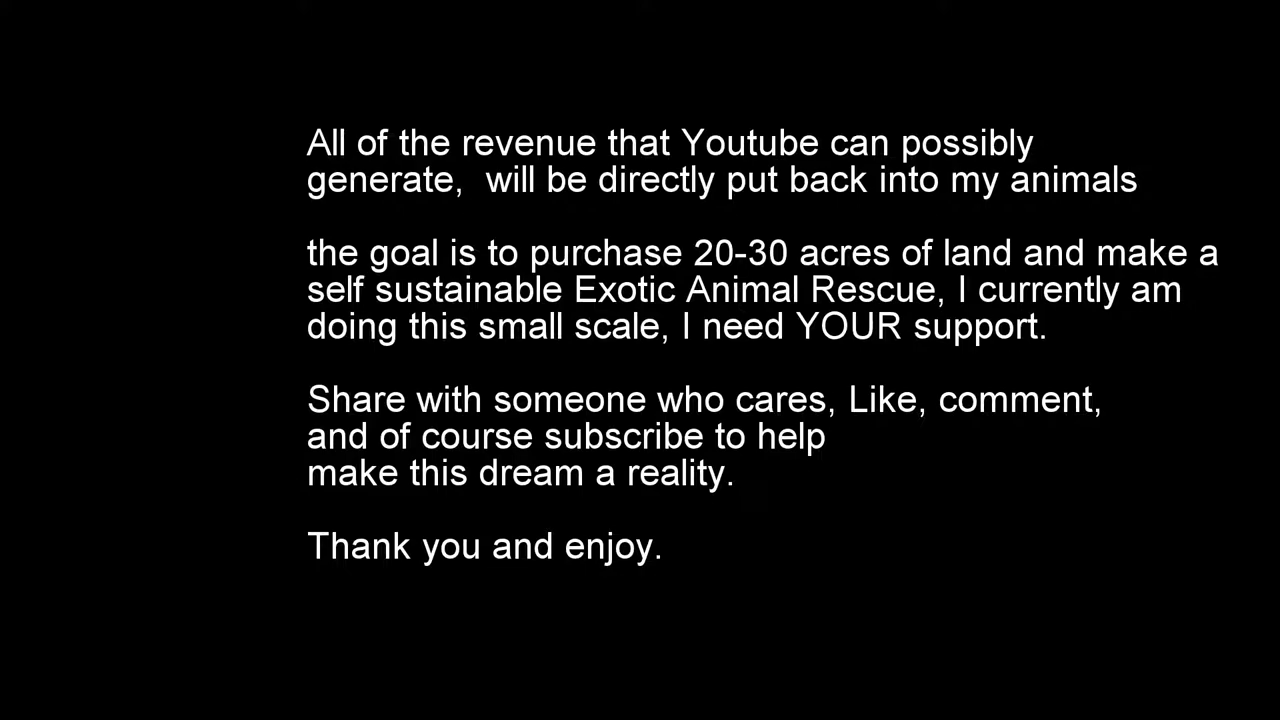 All of the revenue that Youtube can possibly
generate,  will be directly put back into my animals
the goal is to purchase 20-30 acres of land and make a
self sustainable Exotic Animal Rescue, I currently am
doing this small scale, I need YOUR support.
Share with someone who cares, Like, comment,
and of course subscribe to help
make this dream a reality.
Thank you and enjoy.